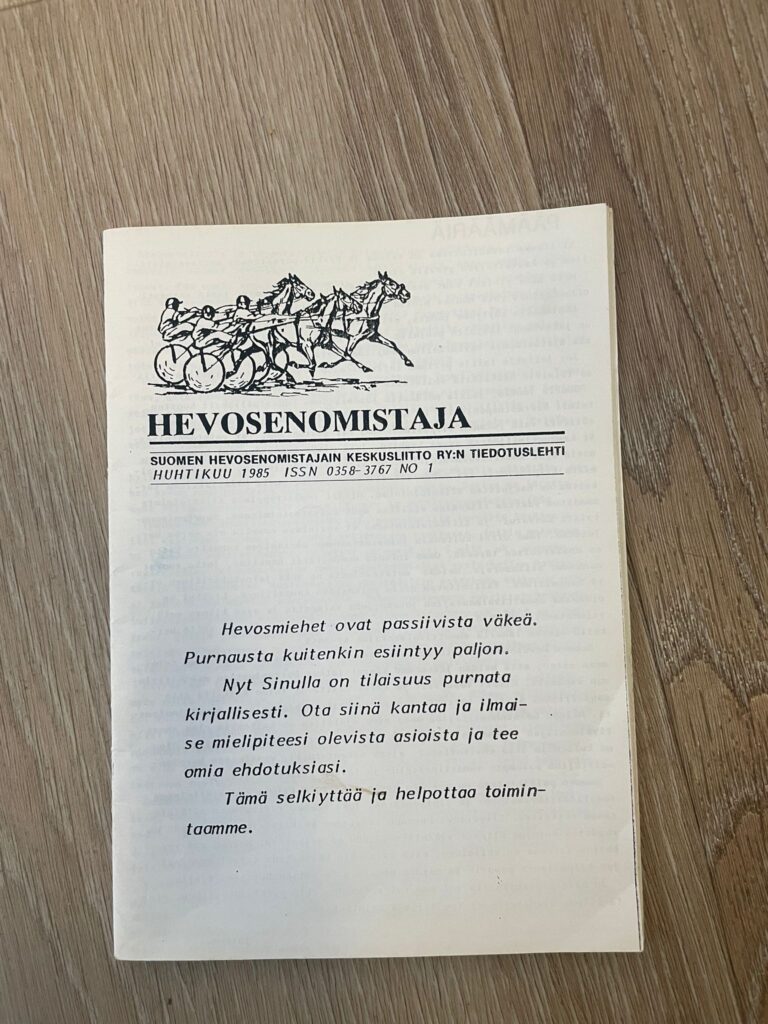 PÄÄMÄÄRIÄ
HEVOSENOMISTAJA
SUOMEN HEVOSENOMISTAJAIN KESKUSLIITTO RY:N TIEDOTUSLEHTI
HUHTIKUU 1985 ISSN 0358-3767 NO 1
Hevosmiehet ovat passiivista väkeä.
Purnausta kuitenkin esiintyy paljon.
Nyt Sinulla on tilaisuus purnata
kirjallisesti. Ota siinä kantaa ja ilmai-
se mielipiteesi olevista asioista ja tee
omia ehdotuksiasi.
Tämä selkiyttää ja helpottaa toimin-
taamme.